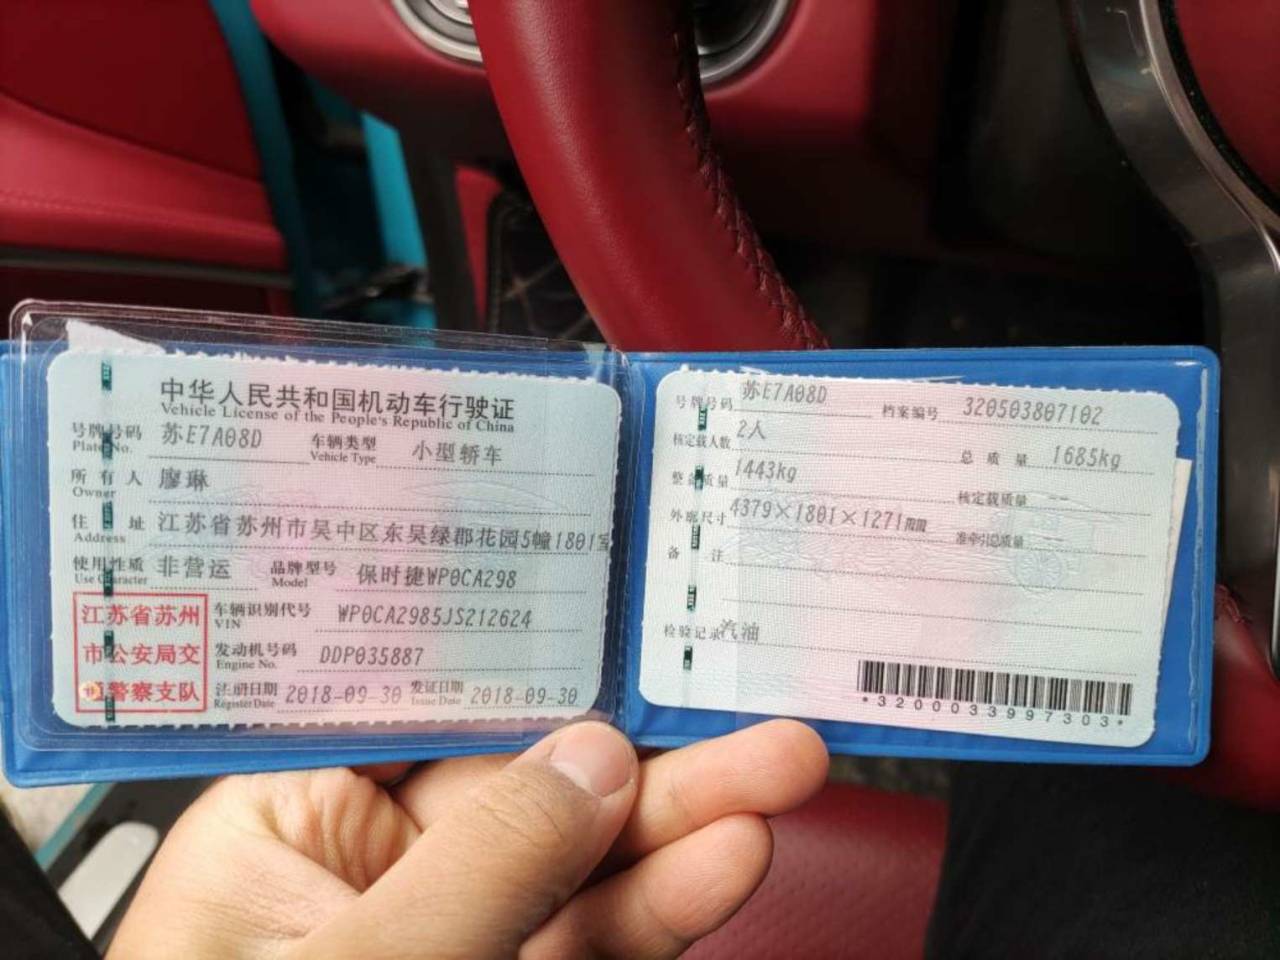 中华人民共和国机动车行驶证
Vehicle License of the People's Republic of China
号牌号码 苏E7A08D 车辆类型 小型轿车
Plate No. Vehicle Type
所有人 廖琳
Owner
住址 江苏省苏州市吴中区东吴绿郡花园5幢1801室
Address
使用性质 非营运 品牌型号 保时捷WP0CA298
Use Character Model
江苏省苏州
市公安局交
通警察支队
车辆识别代号 WP0CA2985JS212624
VIN
发动机号码 DDP035887
Engine No.
注册日期 2018-09-30 发证日期 2018-09-30
Register Date Issue Date
号牌号码 苏E7A08D 档案编号 320503807102
核定载人数 2人 总质量 1685kg
整备质量 1443kg 核定载质量 --
外廓尺寸 4379×1801×1271mm 准牵引总质量 --
备注
检验记录 汽油
*3200033997303*